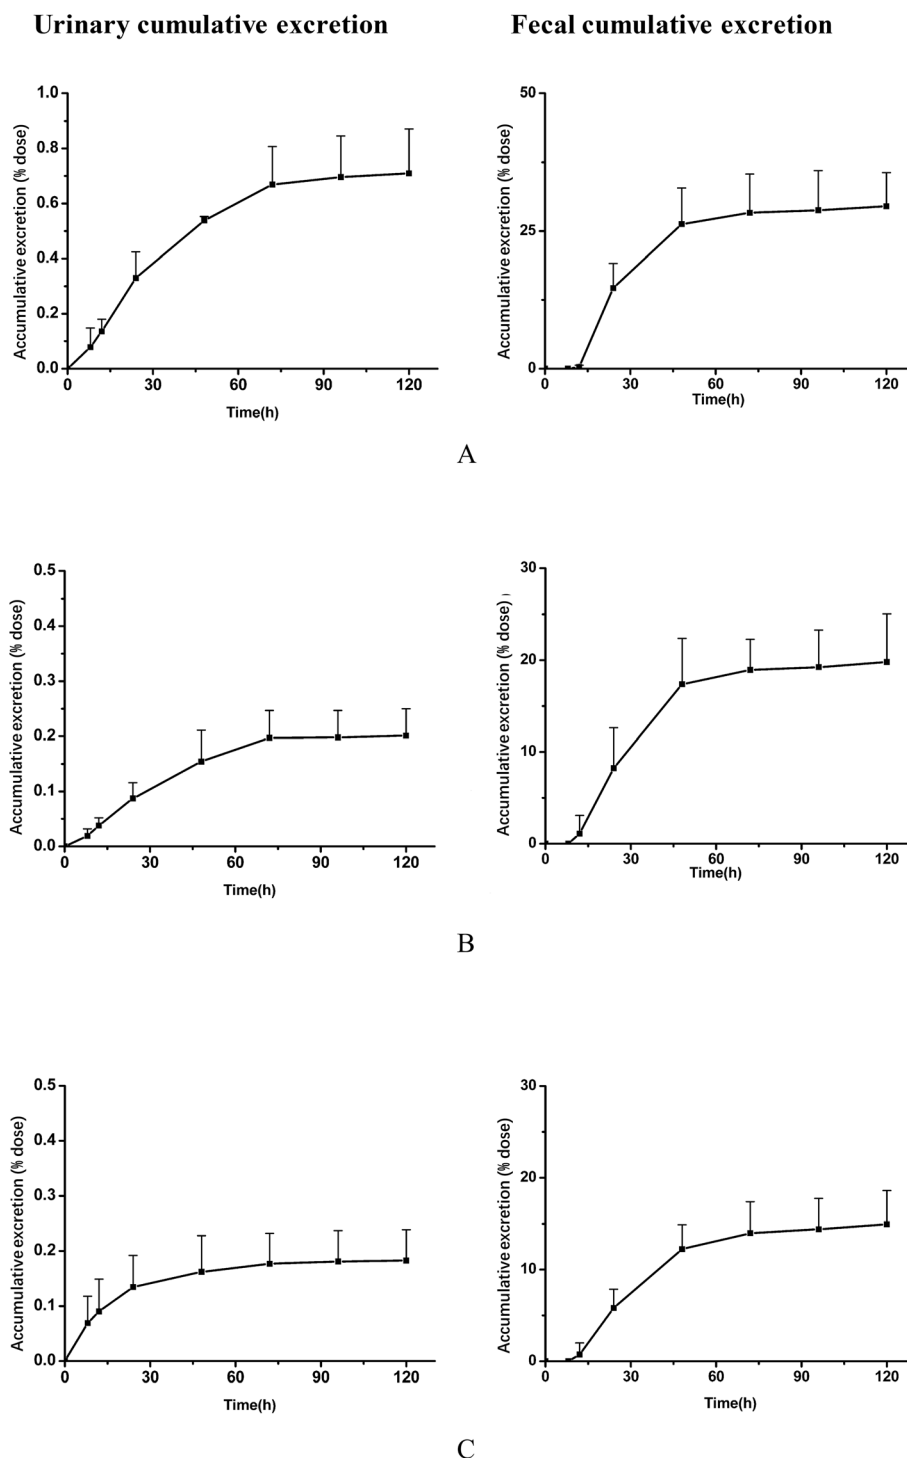 Urinary cumulative excretion
Fecal cumulative excretion
Accumulative excretion (% dose)
1.0
0.8
0.6
0.4
0.2
0.0
0 30 60 90 120
Time(h)
Accumulative excretion (% dose)
50
25
0
0 30 60 90 120
Time(h)
A
Accumulative excretion (% dose)
0.5
0.4
0.3
0.2
0.1
0.0
0 30 60 90 120
Time(h)
Accumulative excretion (% dose)
30
20
10
0
0 30 60 90 120
Time(h)
B
Accumulative excretion (% dose)
0.5
0.4
0.3
0.2
0.1
0.0
0 30 60 90 120
Time(h)
Accumulative excretion (% dose)
30
20
10
0
0 30 60 90 120
Time(h)
C